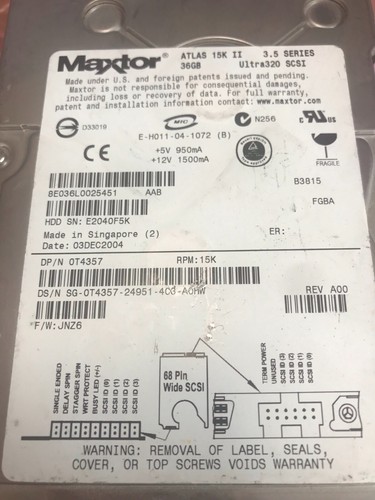 Maxtor ATLAS 15K II 3.5 SERIES
36GB Ultra320 SCSI
Made under U.S. and foreign patents issued and pending.
Maxtor is not responsible for consequential damages,
including loss or recovery of data. For full warranty,
patent and installation information contact: www.maxtor.com
D33019
MIC
N256
E-H011-04-1072 (B)
FRAGILE
CE
+5V 950mA
+12V 1500mA
B3815
8E036L0025451 AAB
FGBA
HDD SN: E2040F5K
Made in Singapore (2)
ER:
Date: 03DEC2004
DP/N 0T4357 RPM:15K
DS/N SG-0T4357-24951-4C3-A0HW
REV A00
F/W:JNZ6
SINGLE ENDED
DELAY SPIN
STAGGER SPIN
WRT PROTECT
BUSY LED (+/-)
SCSI ID (0)
SCSI ID (1)
SCSI ID (2)
SCSI ID (3)
68 Pin
Wide SCSI
TERM POWER
UNUSED
SCSI ID (3)
SCSI ID (2)
SCSI ID (1)
SCSI ID (0)
WARNING: REMOVAL OF LABEL, SEALS,
COVER, OR TOP SCREWS VOIDS WARRANTY